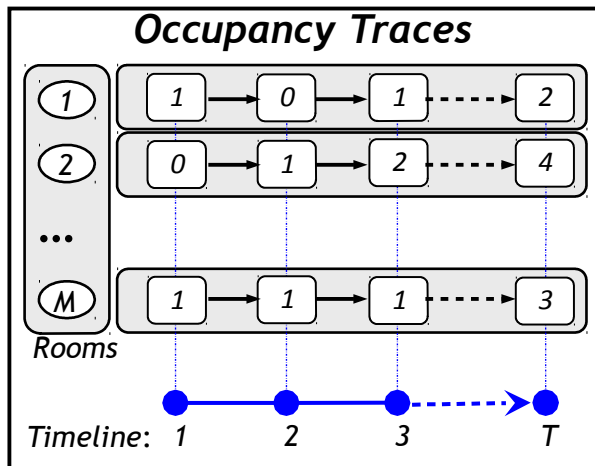 Occupancy Traces
1 1 0 1 2
2 0 1 2 4
...
M 1 1 1 3
Rooms
Timeline: 1 2 3 T